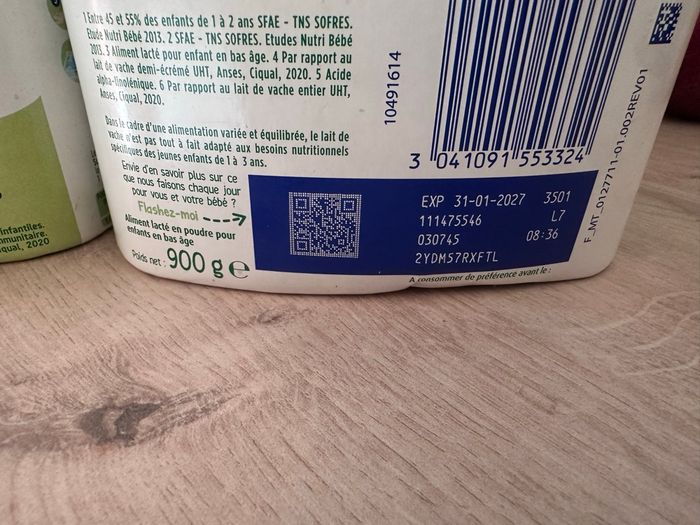 1 Entre 45 et 55% des enfants de 1 à 2 ans SFAE - TNS SOFRES.
Etude Nutri Bébé 2013. 2 SFAE - TNS SOFRES. Etudes Nutri Bébé
2013. 3 Aliment lacté pour enfant en bas âge. 4 Par rapport au
lait de vache demi-écrémé UHT, Anses, Ciqual, 2020. 5 Acide
alpha-linolénique. 6 Par rapport au lait de vache entier UHT,
Anses, Ciqual, 2020.
Dans le cadre d'une alimentation variée et équilibrée, le lait de
vache n'est pas tout à fait adapté aux besoins nutritionnels
spécifiques des jeunes enfants de 1 à 3 ans.
Envie d'en savoir plus sur ce
que nous faisons chaque jour
pour vous et votre bébé ?
Flashez-moi
Aliment lacté en poudre pour
enfants en bas âge
Poids net : 900 g e
10491614
3 041091 553324
EXP 31-01-2027 3501
111475546 L7
030745 08:36
2YDM57RXFTL
A consommer de préférence avant le :
F_MT_0127711-01.002REV01
infantiles.
2020